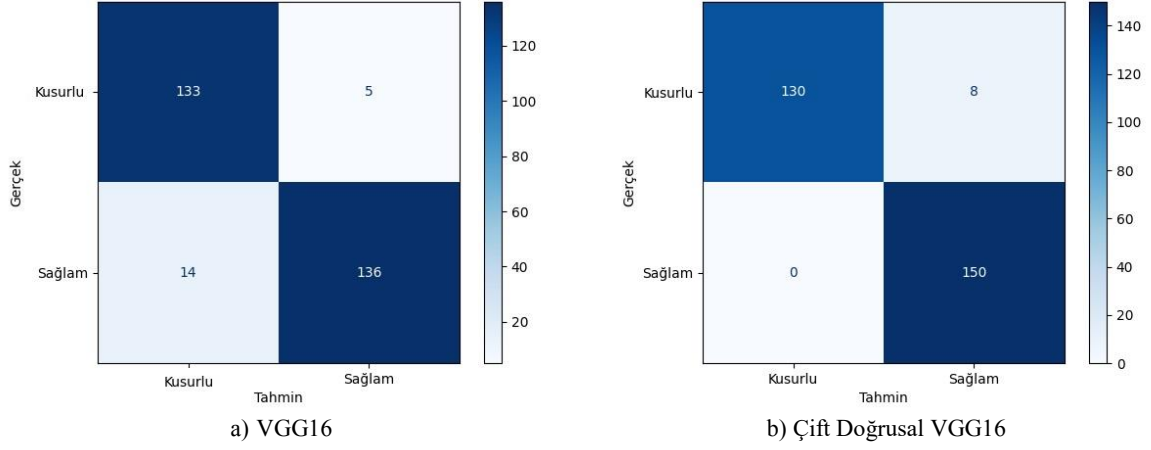 Gerçek
Kusurlu
Sağlam
133
5
14
136
Kusurlu
Sağlam
Tahmin
120
100
80
60
40
20
a) VGG16
Gerçek
Kusurlu
Sağlam
130
8
0
150
Kusurlu
Sağlam
Tahmin
140
120
100
80
60
40
20
0
b) Çift Doğrusal VGG16